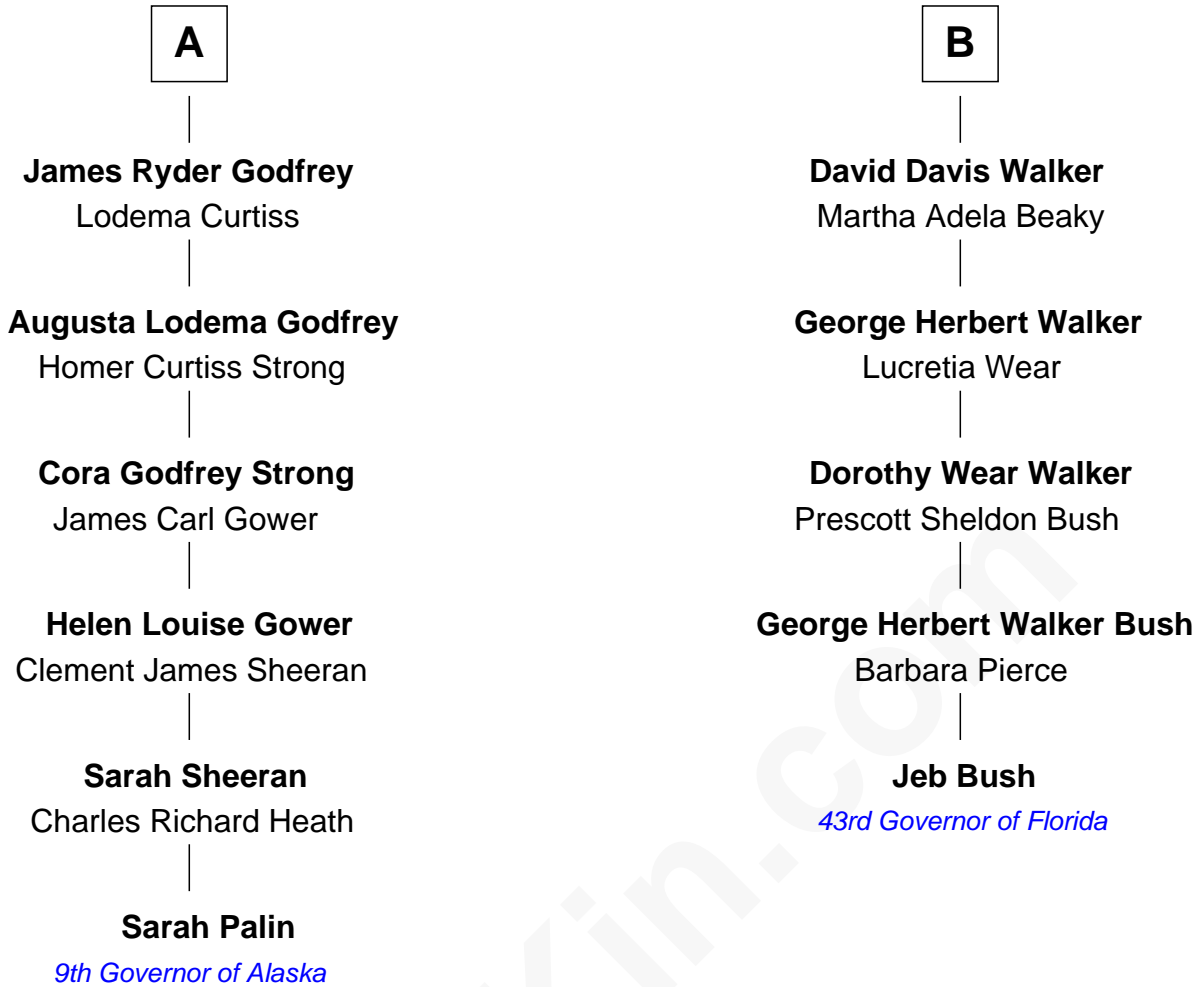 A
James Ryder Godfrey
Lodema Curtiss
Augusta Lodema Godfrey
Homer Curtiss Strong
Cora Godfrey Strong
James Carl Gower
Helen Louise Gower
Clement James Sheeran
Sarah Sheeran
Charles Richard Heath
Sarah Palin
9th Governor of Alaska
B
David Davis Walker
Martha Adela Beaky
George Herbert Walker
Lucretia Wear
Dorothy Wear Walker
Prescott Sheldon Bush
George Herbert Walker Bush
Barbara Pierce
Jeb Bush
43rd Governor of Florida